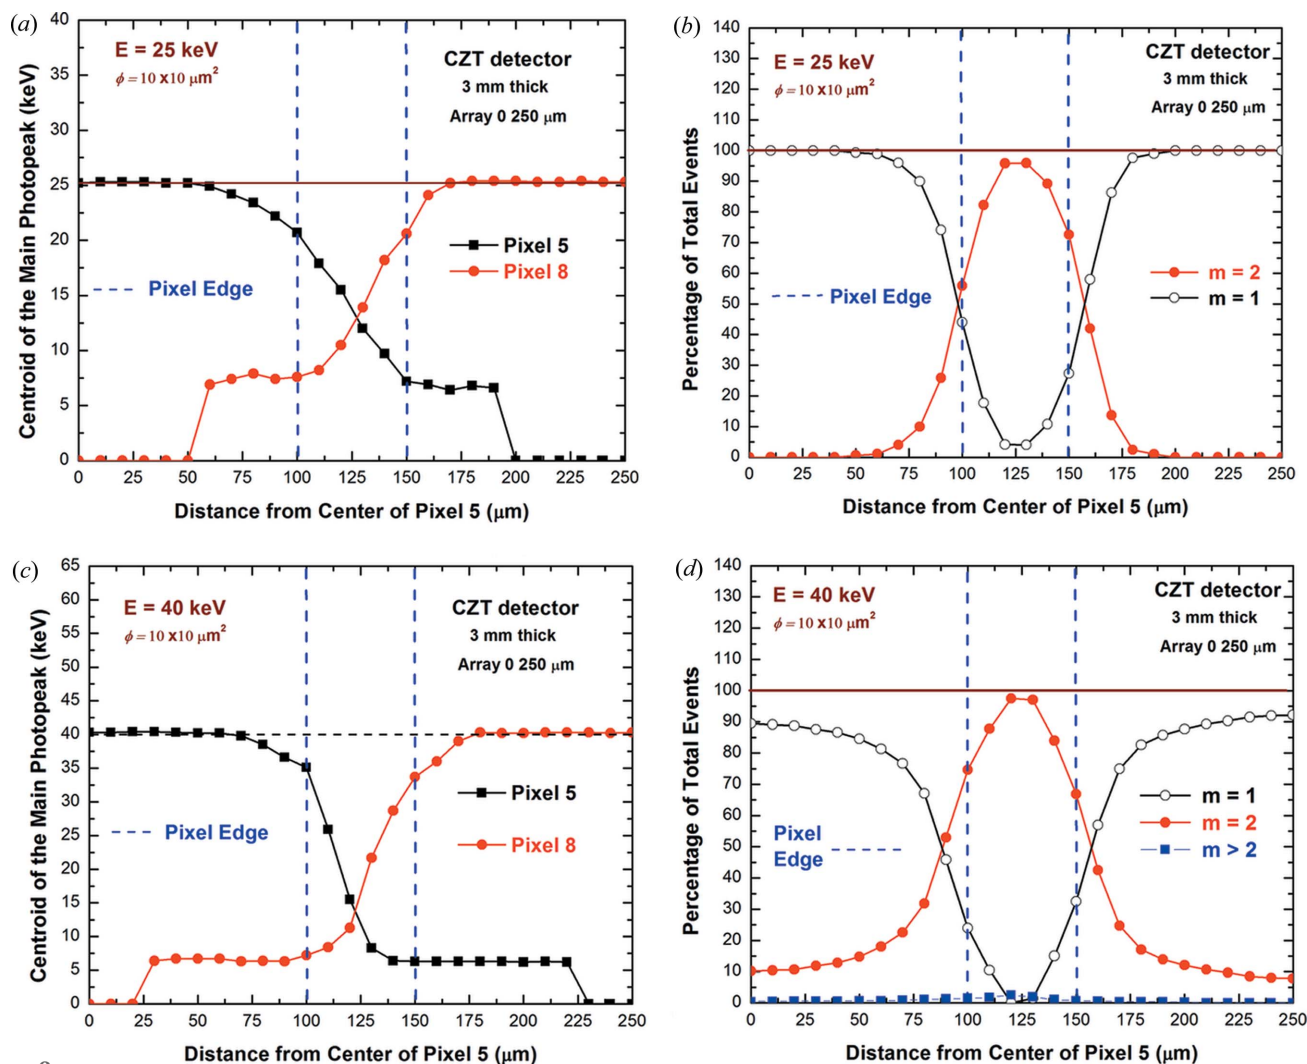 (a)
Centroid of the Main Photopeak (keV)
40
35
30
25
20
15
10
5
0
E = 25 keV
ϕ = 10 x10 μm²
CZT detector
3 mm thick
Array 0 250 μm
Pixel 5
Pixel 8
Pixel Edge
0 25 50 75 100 125 150 175 200 225 250
Distance from Center of Pixel 5 (μm)
(b)
Percentage of Total Events
140
130
120
110
100
90
80
70
60
50
40
30
20
10
0
E = 25 keV
ϕ = 10 x10 μm²
CZT detector
3 mm thick
Array 0 250 μm
m = 2
m = 1
Pixel Edge
0 25 50 75 100 125 150 175 200 225 250
Distance from Center of Pixel 5 (μm)
(c)
Centroid of the Main Photopeak (keV)
65
60
55
50
45
40
35
30
25
20
15
10
5
0
E = 40 keV
ϕ = 10 x10 μm²
CZT detector
3 mm thick
Array 0 250 μm
Pixel 5
Pixel Edge
Pixel 8
0 25 50 75 100 125 150 175 200 225 250
Distance from Center of Pixel 5 (μm)
(d)
Percentage of Total Events
140
130
120
110
100
90
80
70
60
50
40
30
20
10
0
E = 40 keV
ϕ = 10 x10 μm²
CZT detector
3 mm thick
Array 0 250 μm
m = 1
m = 2
m > 2
Pixel
Edge
0 25 50 75 100 125 150 175 200 225 250
Distance from Center of Pixel 5 (μm)